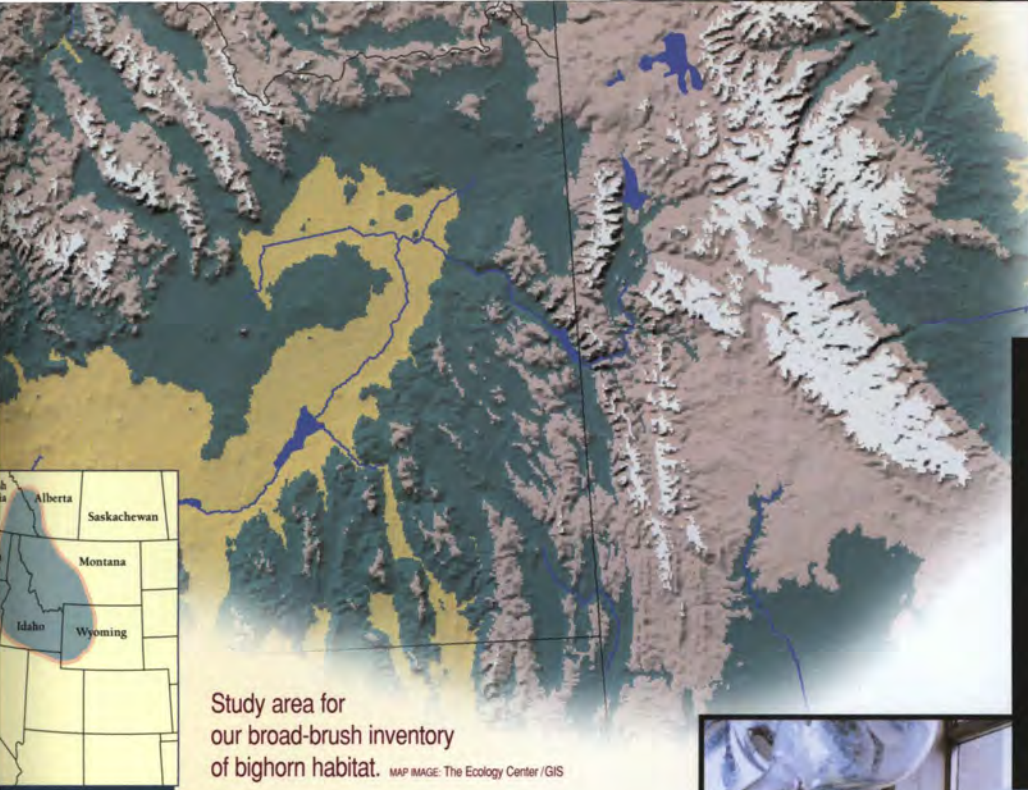 Alberta
Saskachewan
Montana
Idaho
Wyoming
Study area for
our broad-brush inventory
of bighorn habitat. MAP IMAGE: The Ecology Center /GIS